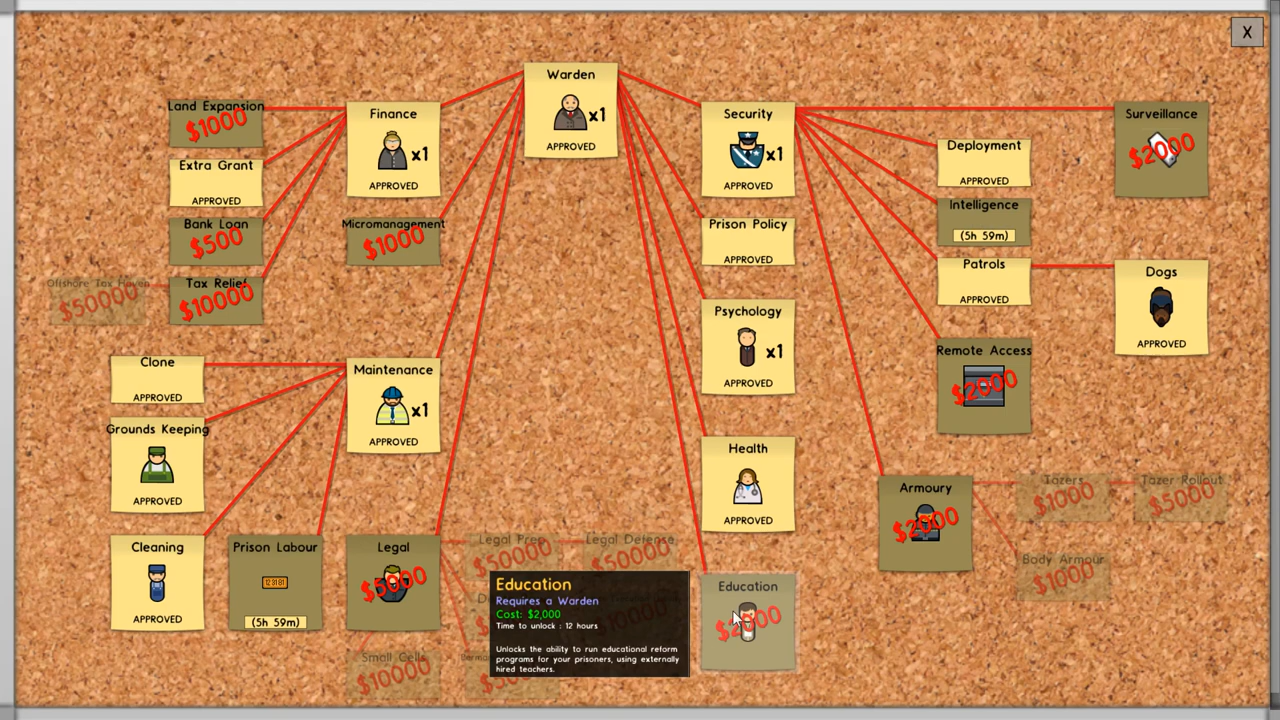 X
Warden
x1
APPROVED
Land Expansion
$1000
Finance
x1
APPROVED
Extra Grant
APPROVED
Bank Loan
$500
Micromanagement
$1000
Offshore Tax Haven
$50000
Tax Relief
$10000
Security
x1
APPROVED
Surveillance
$2000
Deployment
APPROVED
Intelligence
(5h 59m)
Prison Policy
APPROVED
Patrols
APPROVED
Dogs
APPROVED
Psychology
x1
APPROVED
Remote Access
$2000
Clone
APPROVED
Maintenance
x1
APPROVED
Grounds Keeping
APPROVED
Health
APPROVED
Armoury
$2000
Tazers
$1000
Tazer Rollout
$5000
Body Armour
$1000
Cleaning
APPROVED
Prison Labour
123181
(5h 59m)
Legal
$5000
Legal Prep
$50000
Legal Defense
$50000
Small Cells
$10000
Education
Requires a Warden
Cost: $2,000
Time to unlock : 12 hours
Unlocks the ability to run educational reform
programs for your prisoners, using externally
hired teachers.
Education
$2000